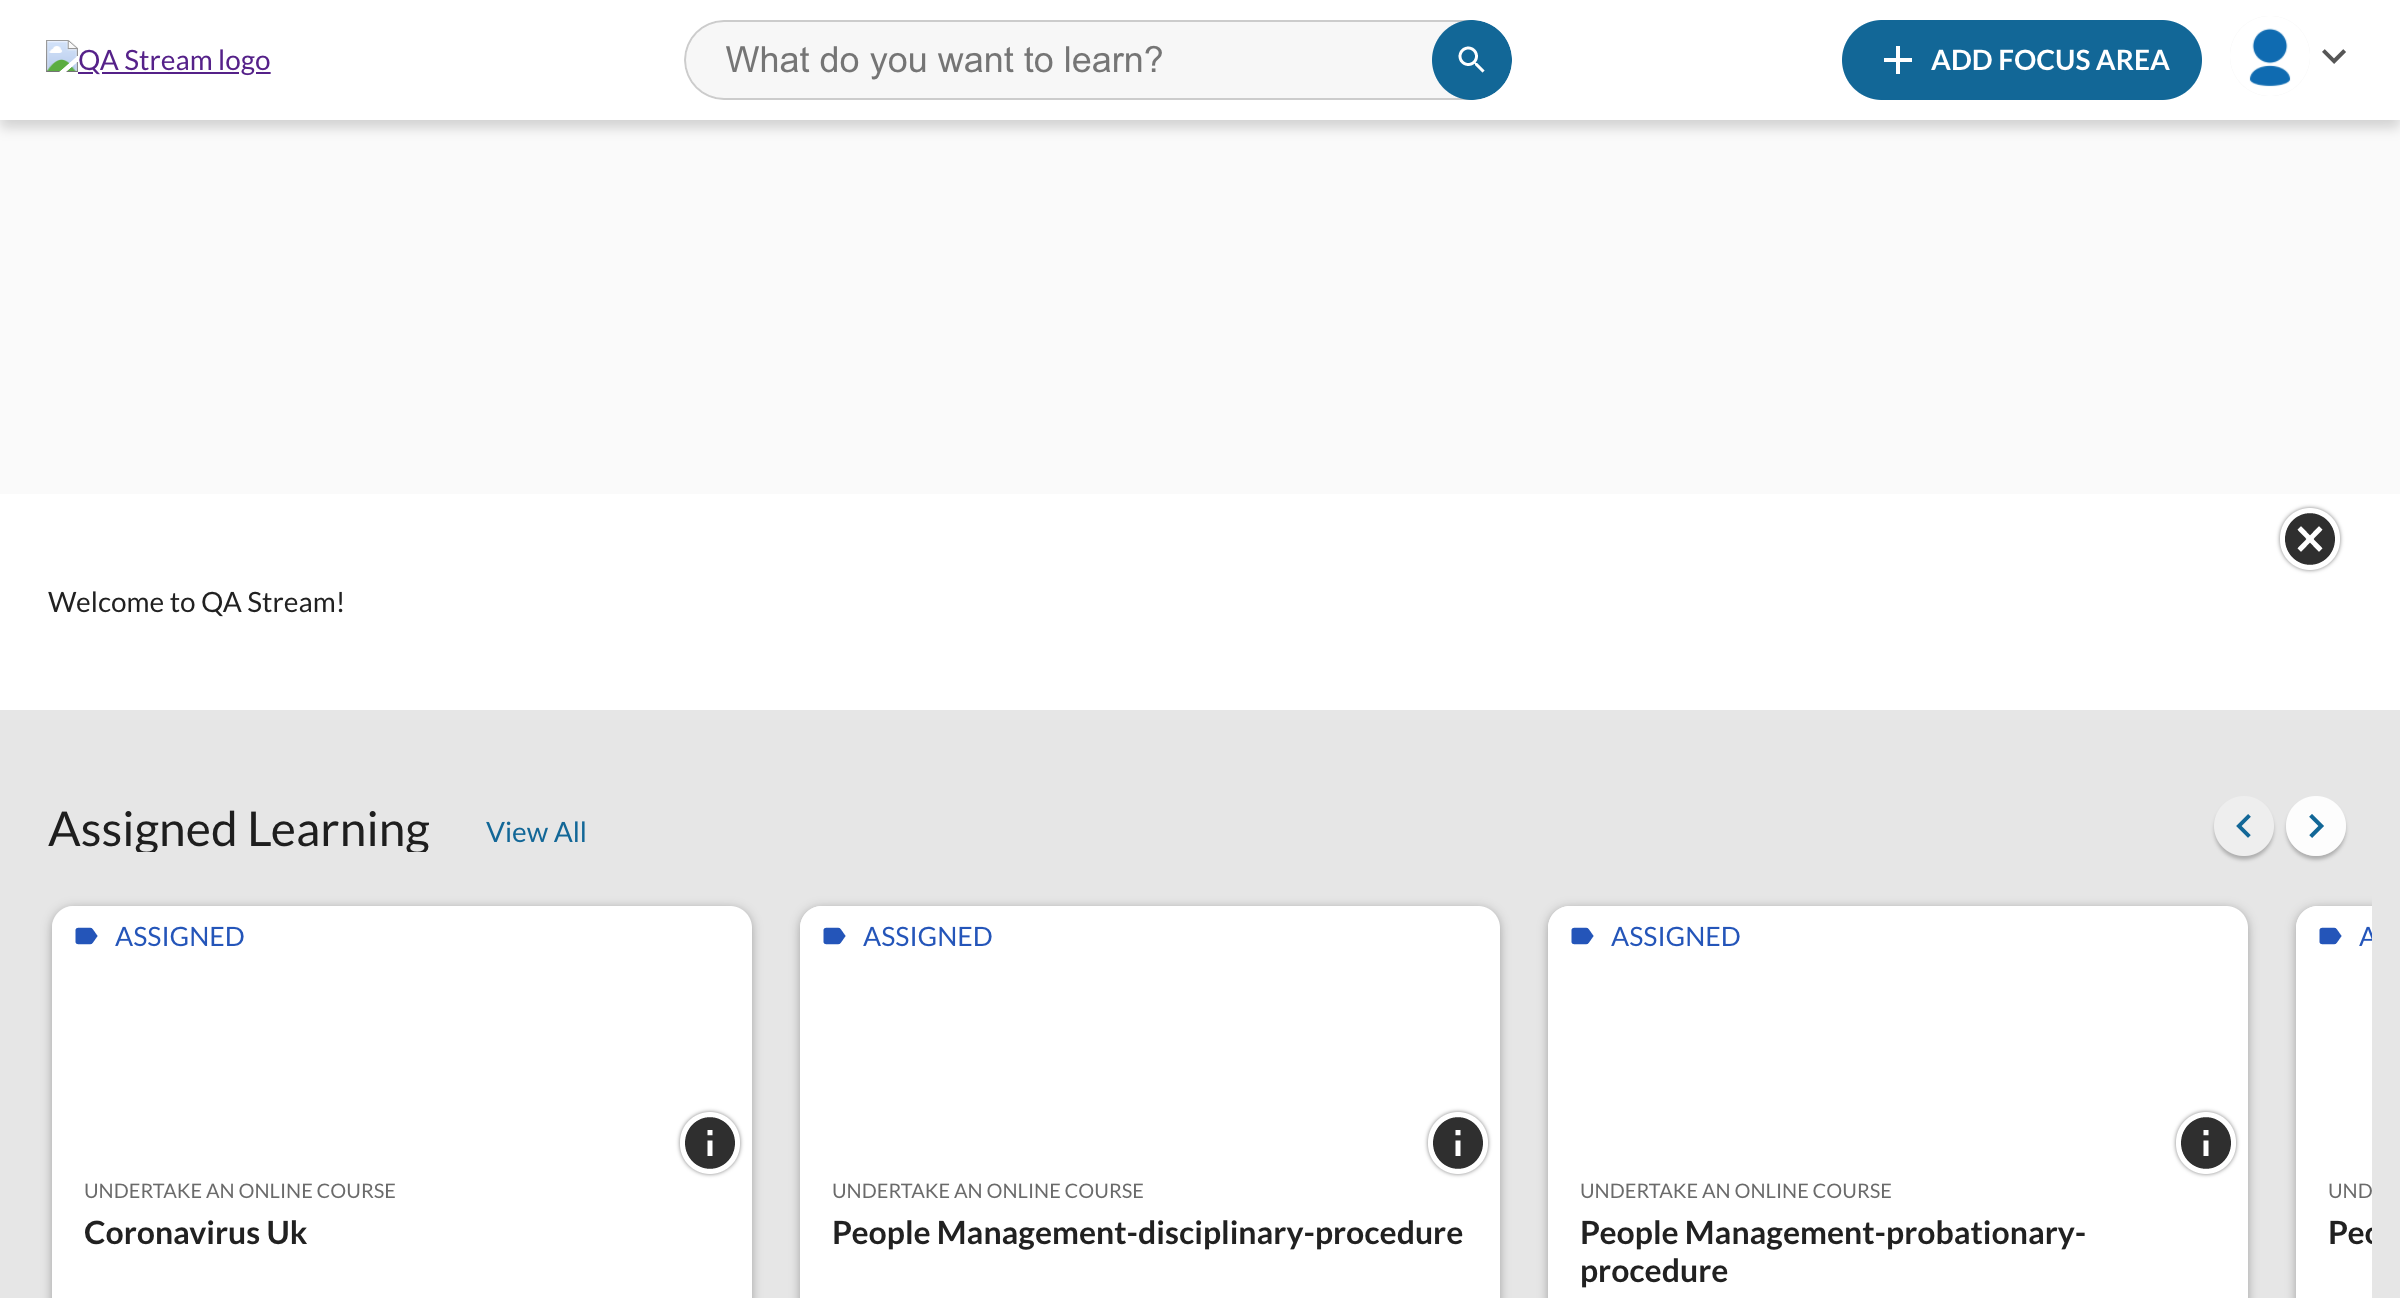 QA Stream logo
What do you want to learn?
ADD FOCUS AREA
Welcome to QA Stream!
Assigned Learning
View All
ASSIGNED
ASSIGNED
ASSIGNED
UNDERTAKE AN ONLINE COURSE
Coronavirus Uk
UNDERTAKE AN ONLINE COURSE
People Management-disciplinary-procedure
UNDERTAKE AN ONLINE COURSE
People Management-probationary-
procedure